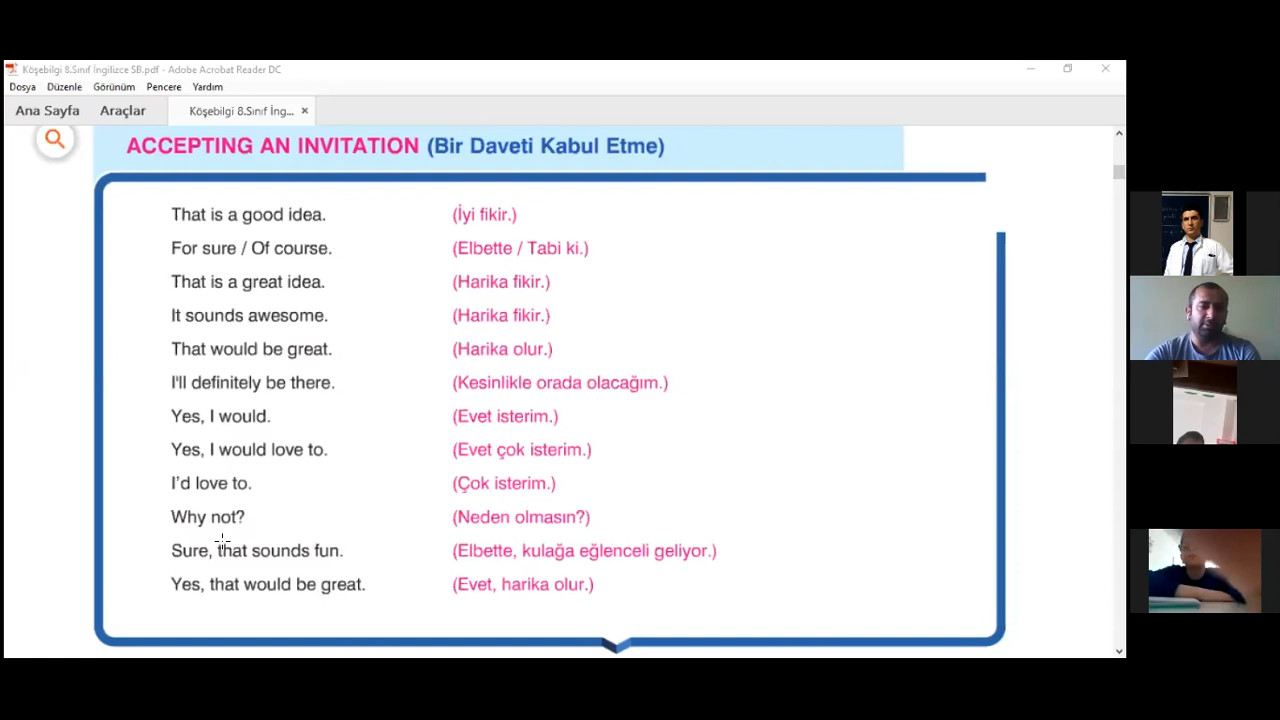 Köşebilgi 8.Sınıf İngilizce SB.pdf - Adobe Acrobat Reader DC
Dosya Düzenle Görünüm Pencere Yardım
Ana Sayfa Araçlar Köşebilgi 8.Sınıf İng... ×
ACCEPTING AN INVITATION (Bir Daveti Kabul Etme)
That is a good idea. (İyi fikir.)
For sure / Of course. (Elbette / Tabi ki.)
That is a great idea. (Harika fikir.)
It sounds awesome. (Harika fikir.)
That would be great. (Harika olur.)
I'll definitely be there. (Kesinlikle orada olacağım.)
Yes, I would. (Evet isterim.)
Yes, I would love to. (Evet çok isterim.)
I'd love to. (Çok isterim.)
Why not? (Neden olmasın?)
Sure, that sounds fun. (Elbette, kulağa eğlenceli geliyor.)
Yes, that would be great. (Evet, harika olur.)